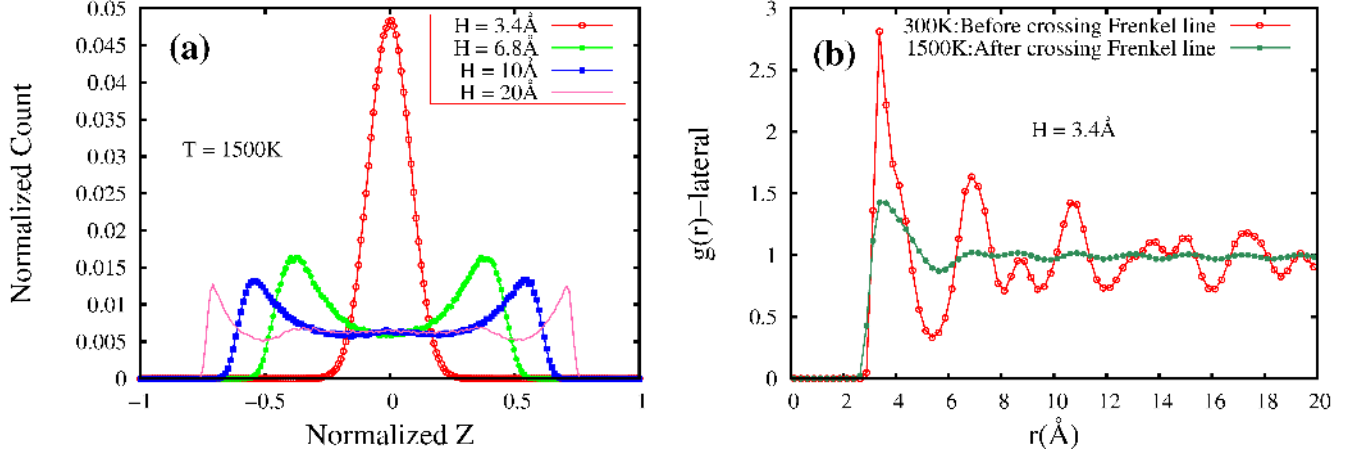 (a)
H = 3.4Å
H = 6.8Å
H = 10Å
H = 20Å
T = 1500K
0.05
0.045
0.04
0.035
0.03
0.025
0.02
0.015
0.01
0.005
0
Normalized Count
-1
-0.5
0
0.5
1
Normalized Z
(b)
300K:Before crossing Frenkel line
1500K:After crossing Frenkel line
H = 3.4Å
3
2.5
2
1.5
1
0.5
0
g(r)-lateral
0
2
4
6
8
10
12
14
16
18
20
r(Å)